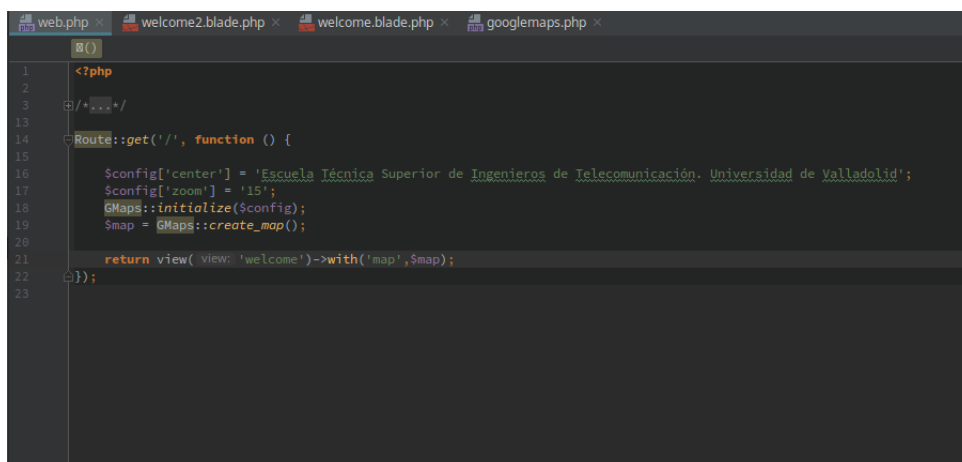 web.php × welcome2.blade.php × welcome.blade.php × googlemaps.php ×
()
1 <?php
2
3 /*...*/
13
14 Route::get('/', function () {
15
16 $config['center'] = 'Escuela Técnica Superior de Ingenieros de Telecomunicación. Universidad de Valladolid';
17 $config['zoom'] = '15';
18 GMaps::initialize($config);
19 $map = GMaps::create_map();
20
21 return view( view: 'welcome')->with('map',$map);
22 });
23